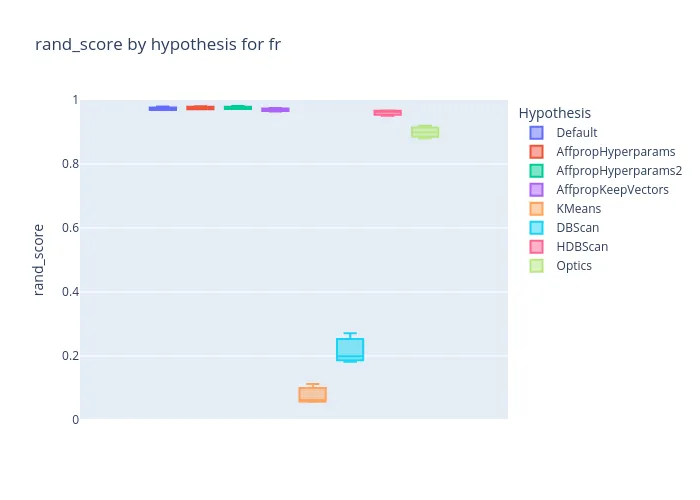 rand_score by hypothesis for fr
1
0.8
0.6
0.4
0.2
0
rand_score
Hypothesis
Default
AffpropHyperparams
AffpropHyperparams2
AffpropKeepVectors
KMeans
DBScan
HDBScan
Optics